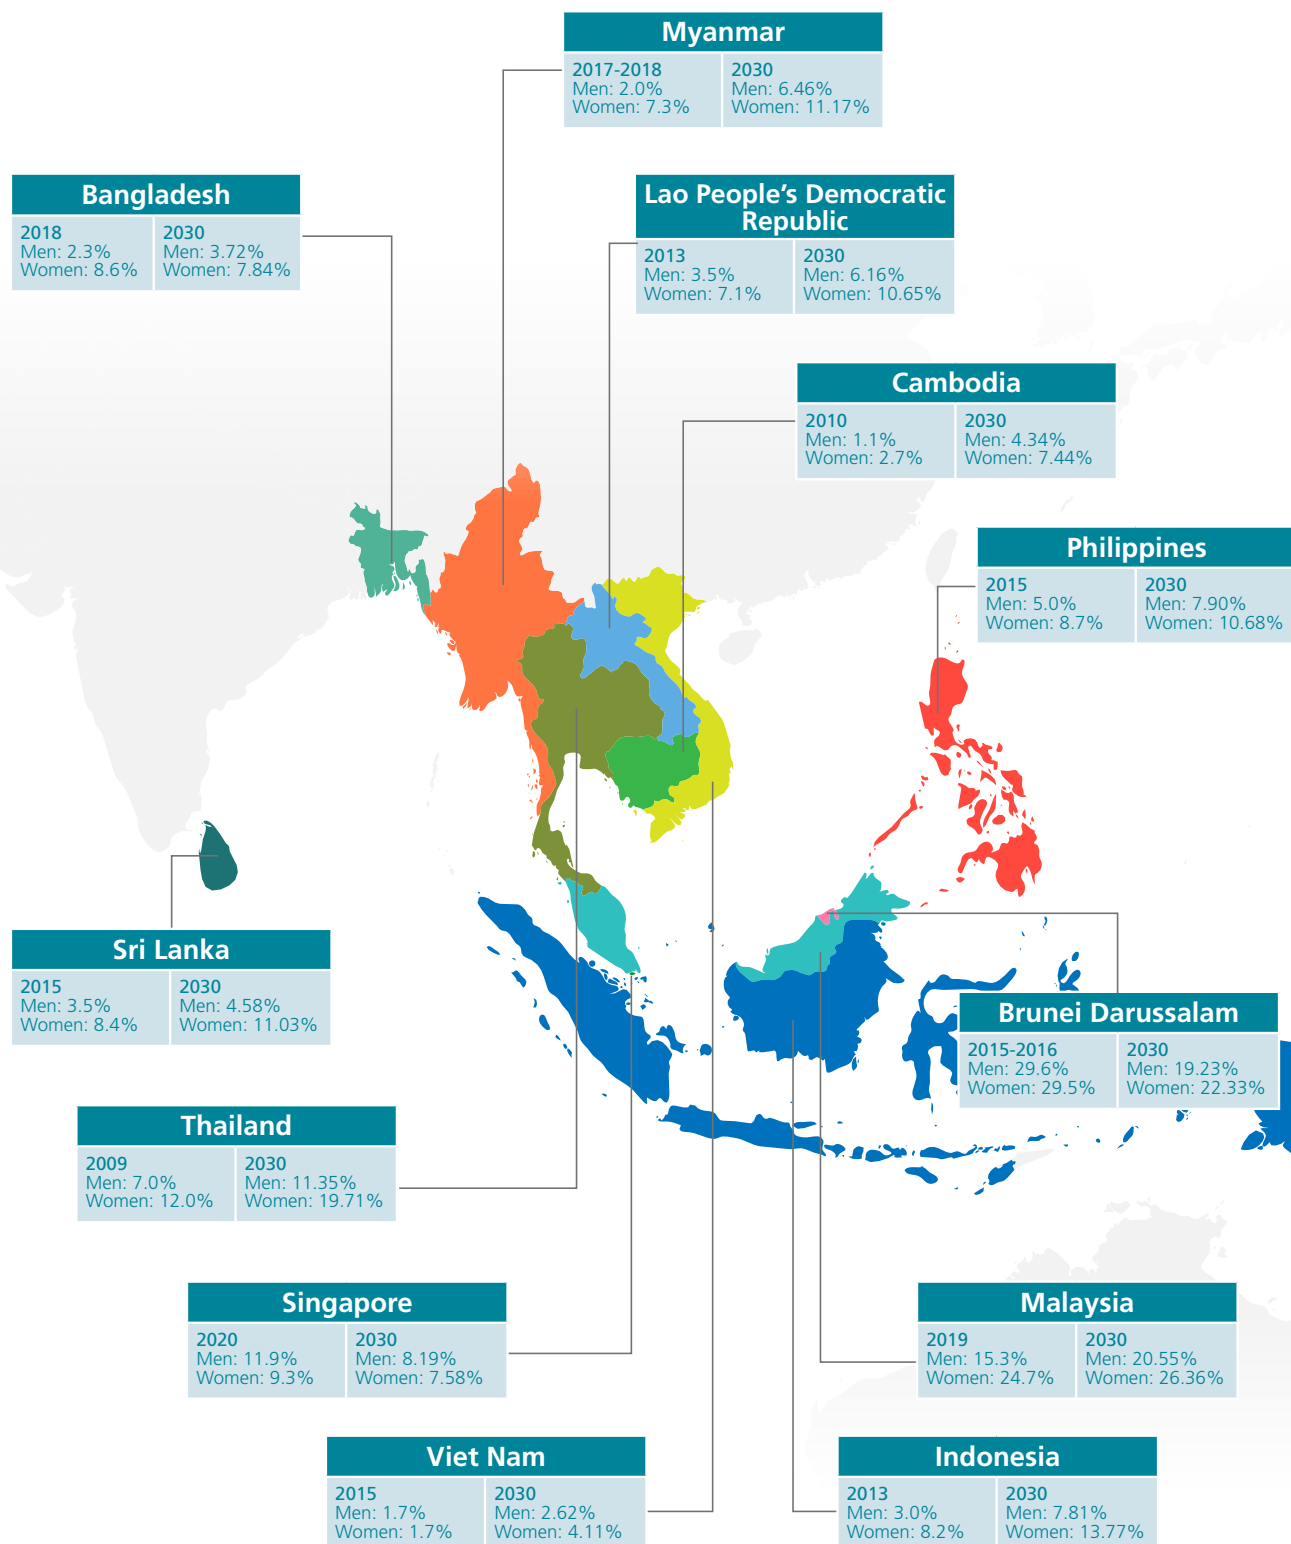 Myanmar
2017-2018
Men: 2.0%
Women: 7.3%
2030
Men: 6.46%
Women: 11.17%
Bangladesh
2018
Men: 2.3%
Women: 8.6%
2030
Men: 3.72%
Women: 7.84%
Lao People’s Democratic
Republic
2013
Men: 3.5%
Women: 7.1%
2030
Men: 6.16%
Women: 10.65%
Cambodia
2010
Men: 1.1%
Women: 2.7%
2030
Men: 4.34%
Women: 7.44%
Philippines
2015
Men: 5.0%
Women: 8.7%
2030
Men: 7.90%
Women: 10.68%
Sri Lanka
2015
Men: 3.5%
Women: 8.4%
2030
Men: 4.58%
Women: 11.03%
Brunei Darussalam
2015-2016
Men: 29.6%
Women: 29.5%
2030
Men: 19.23%
Women: 22.33%
Thailand
2009
Men: 7.0%
Women: 12.0%
2030
Men: 11.35%
Women: 19.71%
Singapore
2020
Men: 11.9%
Women: 9.3%
2030
Men: 8.19%
Women: 7.58%
Malaysia
2019
Men: 15.3%
Women: 24.7%
2030
Men: 20.55%
Women: 26.36%
Viet Nam
2015
Men: 1.7%
Women: 1.7%
2030
Men: 2.62%
Women: 4.11%
Indonesia
2013
Men: 3.0%
Women: 8.2%
2030
Men: 7.81%
Women: 13.77%